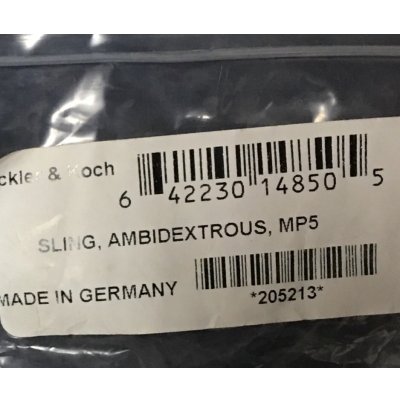 ckler & Koch
6 42230 14850 5
SLING, AMBIDEXTROUS, MP5
MADE IN GERMANY
*205213*